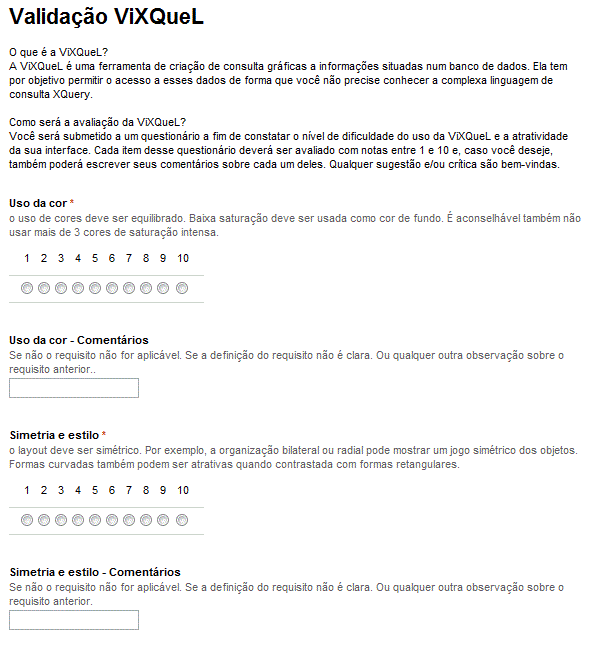 Validação ViXQueL
O que é a ViXQueL?
A ViXQueL é uma ferramenta de criação de consulta gráficas a informações situadas num banco de dados. Ela tem
por objetivo permitir o acesso a esses dados de forma que você não precise conhecer a complexa linguagem de
consulta XQuery.
Como será a avaliação da ViXQueL?
Você será submetido a um questionário a fim de constatar o nível de dificuldade do uso da ViXQueL e a atratividade
da sua interface. Cada item desse questionário deverá ser avaliado com notas entre 1 e 10 e, caso você deseje,
também poderá escrever seus comentários sobre cada um deles. Qualquer sugestão e/ou crítica são bem-vindas.
Uso da cor *
o uso de cores deve ser equilibrado. Baixa saturação deve ser usada como cor de fundo. É aconselhável também não
usar mais de 3 cores de saturação intensa.
1 2 3 4 5 6 7 8 9 10
Uso da cor - Comentários
Se não o requisito não for aplicável. Se a definição do requisito não é clara. Ou qualquer outra observação sobre o
requisito anterior..
Simetria e estilo *
o layout deve ser simétrico. Por exemplo, a organização bilateral ou radial pode mostrar um jogo simétrico dos objetos.
Formas curvadas também podem ser atrativas quando contrastada com formas retangulares.
1 2 3 4 5 6 7 8 9 10
Simetria e estilo - Comentários
Se não o requisito não for aplicável. Se a definição do requisito não é clara. Ou qualquer outra observação sobre o
requisito anterior.